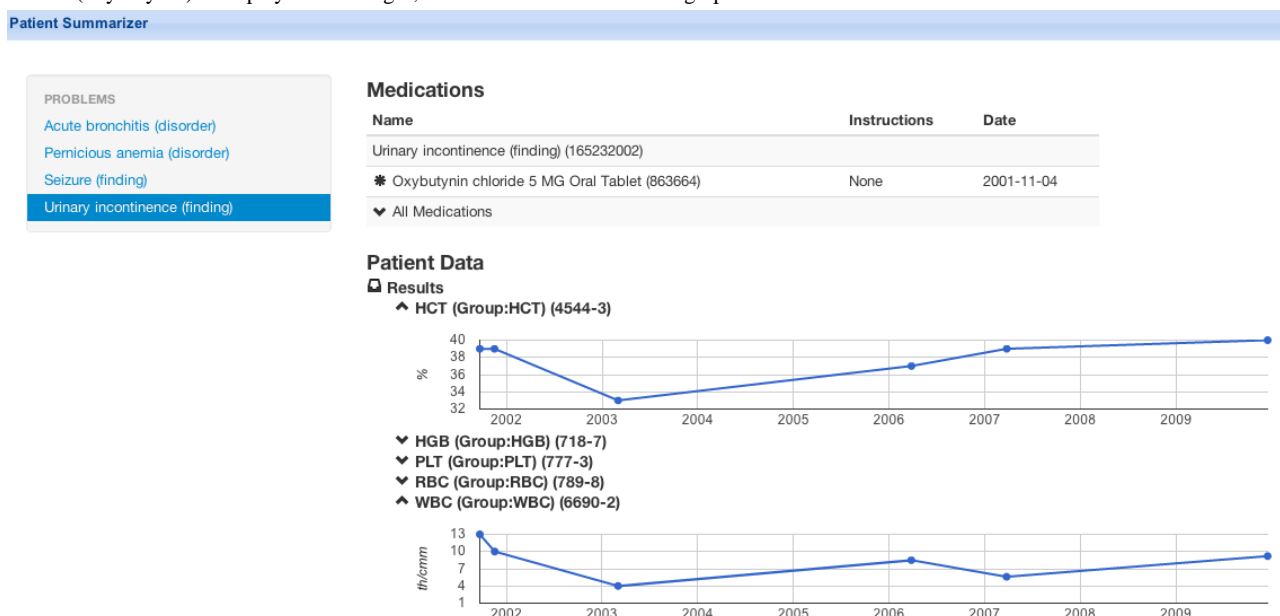 Patient Summarizer
PROBLEMS
Acute bronchitis (disorder)
Pernicious anemia (disorder)
Seizure (finding)
Urinary incontinence (finding)
Medications
Name Instructions Date
Urinary incontinence (finding) (165232002)
✱ Oxybutynin chloride 5 MG Oral Tablet (863664) None 2001-11-04
All Medications
Patient Data
Results
HCT (Group:HCT) (4544-3)
40
38
36
34
32
%
2002 2003 2004 2005 2006 2007 2008 2009
HGB (Group:HGB) (718-7)
PLT (Group:PLT) (777-3)
RBC (Group:RBC) (789-8)
WBC (Group:WBC) (6690-2)
13
10
7
4
1
th/cmm
2002 2003 2004 2005 2006 2007 2008 2009